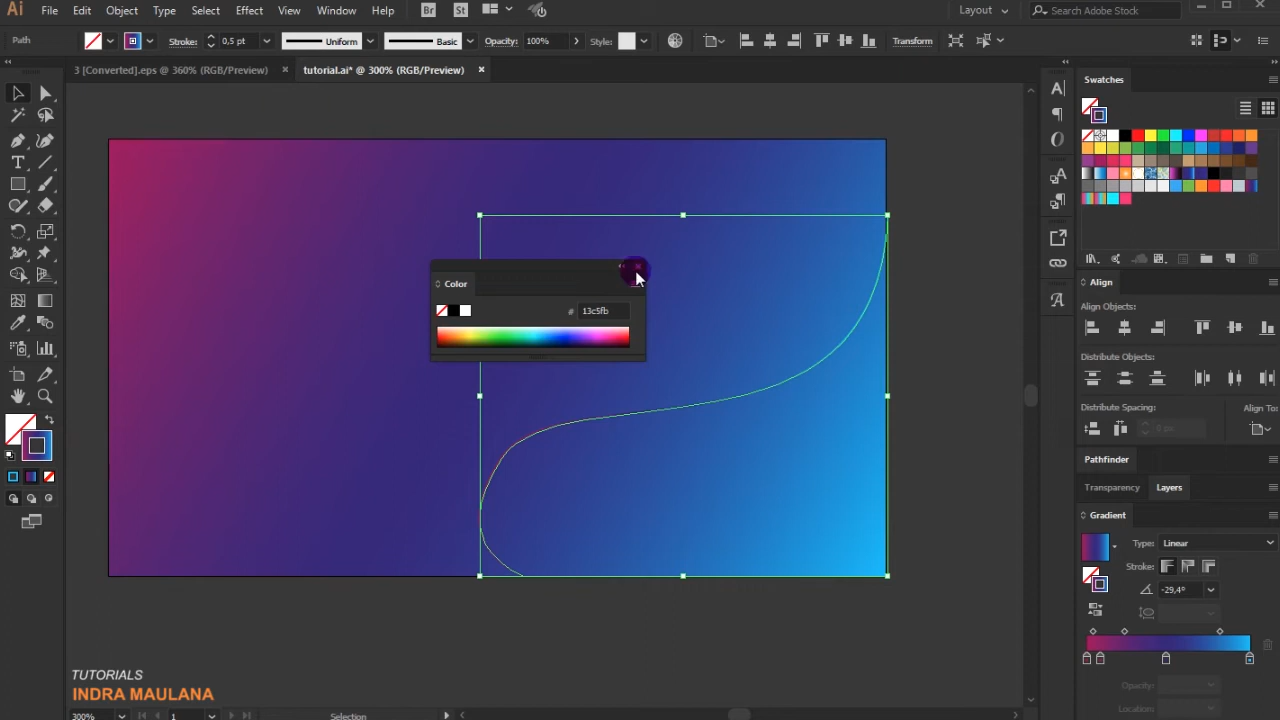 Ai File Edit Object Type Select Effect View Window Help Br St Layout Search Adobe Stock
Path Stroke: 0,5 pt Uniform Basic Opacity: 100% Style: Transform
3 [Converted].eps @ 360% (RGB/Preview) tutorial.ai* @ 300% (RGB/Preview)
Swatches
Color
# 13c5fb
Align
Align Objects:
Distribute Objects:
Distribute Spacing: Align To:
0 px
Pathfinder
Transparency Layers
Gradient
Type: Linear
Stroke:
-29,4°
Opacity:
Location:
TUTORIALS
INDRA MAULANA
300% 1 Selection